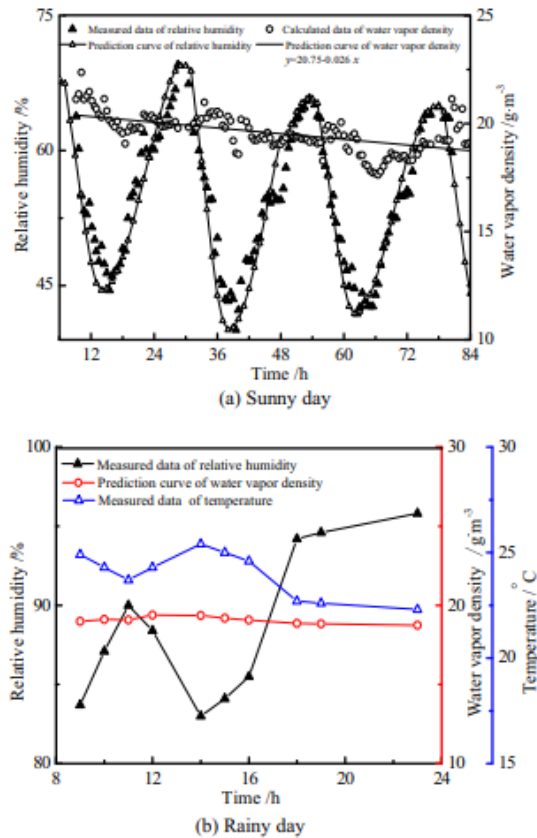 Measured data of relative humidity
Calculated data of water vapor density
Prediction curve of relative humidity
Prediction curve of water vapor density
y=20.75-0.026 x
Relative humidity /%
75
60
45
Water vapor density /g·m-3
25
20
15
10
12 24 36 48 60 72 84
Time /h
(a) Sunny day
Measured data of relative humidity
Prediction curve of water vapor density
Measured data of temperature
Relative humidity /%
100
90
80
Water vapor density /g·m-3
30
20
10
Temperature / °C
30
25
20
15
8 12 16 20 24
Time /h
(b) Rainy day